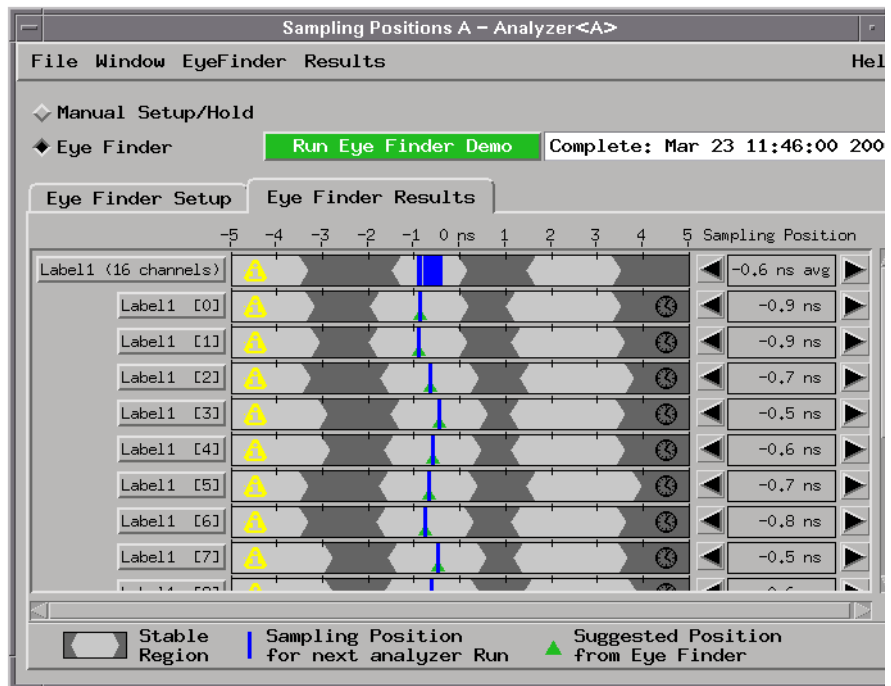 Sampling Positions A - Analyzer<A>
File Window EyeFinder Results Hel
Manual Setup/Hold
Eye Finder Run Eye Finder Demo Complete: Mar 23 11:46:00 200
Eye Finder Setup Eye Finder Results
-5 -4 -3 -2 -1 0 ns 1 2 3 4 5 Sampling Position
Label1 (16 channels) -0.6 ns avg
Label1 [0] -0.9 ns
Label1 [1] -0.9 ns
Label1 [2] -0.7 ns
Label1 [3] -0.5 ns
Label1 [4] -0.6 ns
Label1 [5] -0.7 ns
Label1 [6] -0.8 ns
Label1 [7] -0.5 ns
Stable Region
Sampling Position for next analyzer Run
Suggested Position from Eye Finder